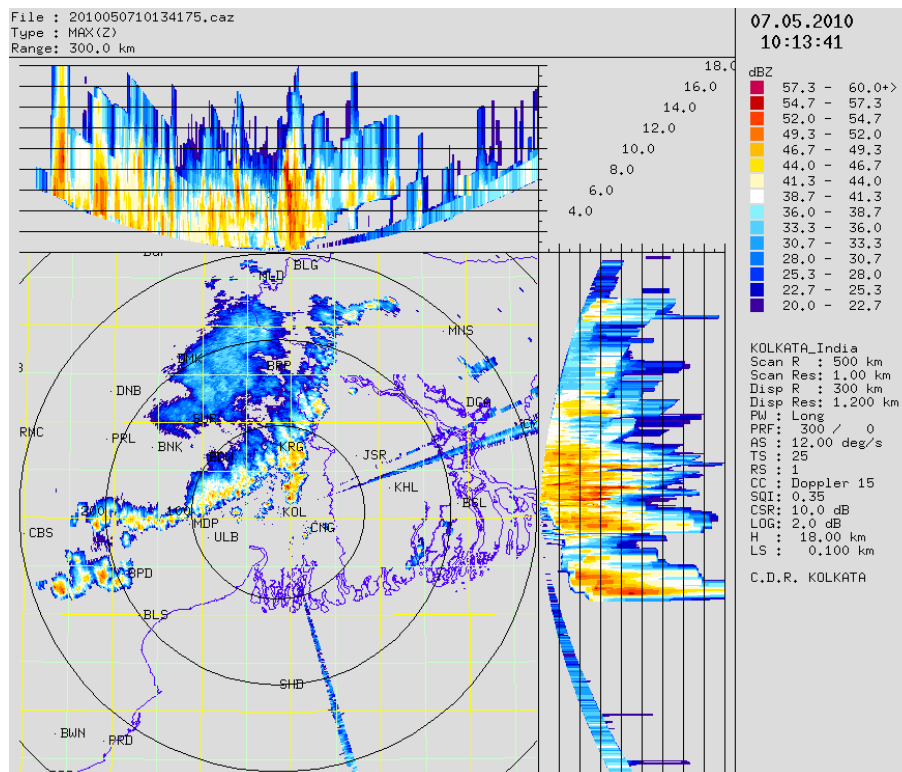 File : 2010050710134175.caz
Type : MAX(Z)
Range: 300.0 km
07.05.2010
10:13:41
18.0
16.0
14.0
12.0
10.0
8.0
6.0
4.0
dBZ
57.3 - 60.0+>
54.7 - 57.3
52.0 - 54.7
49.3 - 52.0
46.7 - 49.3
44.0 - 46.7
41.3 - 44.0
38.7 - 41.3
36.0 - 38.7
33.3 - 36.0
30.7 - 33.3
28.0 - 30.7
25.3 - 28.0
22.7 - 25.3
20.0 - 22.7
BLG
MLD
MNS
BRP
DNB
DGA
RMC
PRL
BNK
KRG
JSR
KHL
BSL
200
100
KOL
MDP
CBS
ULB
CNG
BPD
BLS
SHD
BWN
PRD
KOLKATA_India
Scan R : 500 km
Scan Res: 1.00 km
Disp R : 300 km
Disp Res: 1.200 km
PW : Long
PRF: 300 / 0
AS : 12.00 deg/s
TS : 25
RS : 1
CC : Doppler 15
SQI: 0.35
CSR: 10.0 dB
LOG: 2.0 dB
H : 18.00 km
LS : 0.100 km
C.D.R. KOLKATA